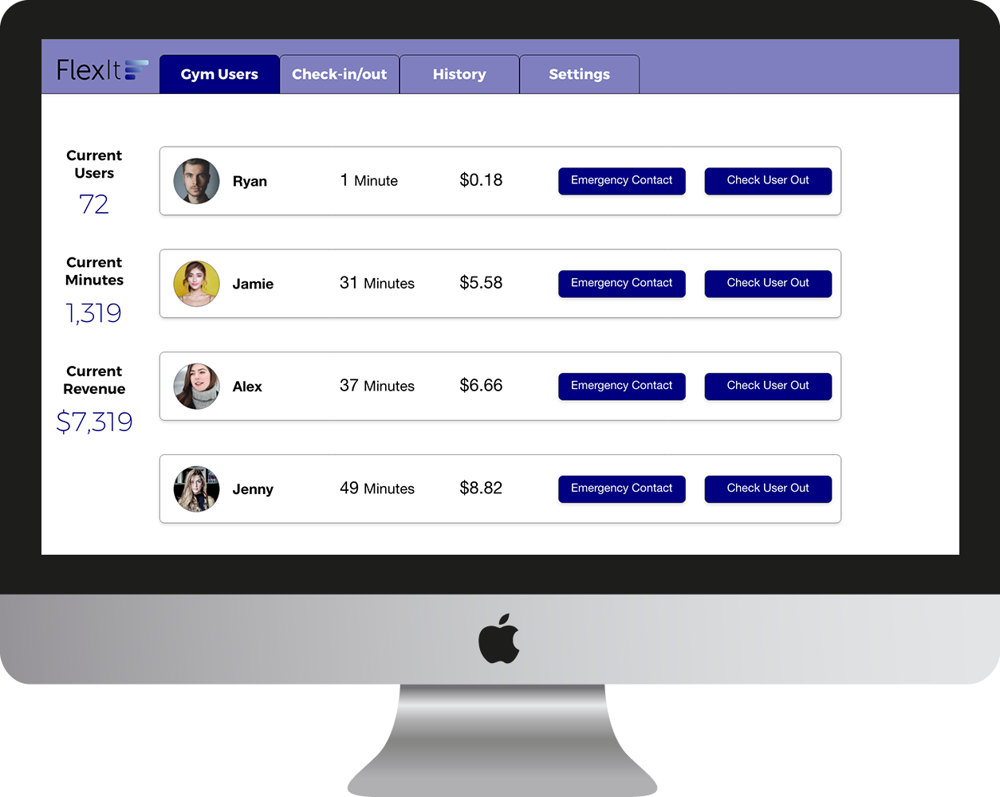 FlexIt
Gym Users
Check-in/out
History
Settings
Current
Users
72
Current
Minutes
1,319
Current
Revenue
$7,319
Ryan 1 Minute $0.18 Emergency Contact Check User Out
Jamie 31 Minutes $5.58 Emergency Contact Check User Out
Alex 37 Minutes $6.66 Emergency Contact Check User Out
Jenny 49 Minutes $8.82 Emergency Contact Check User Out